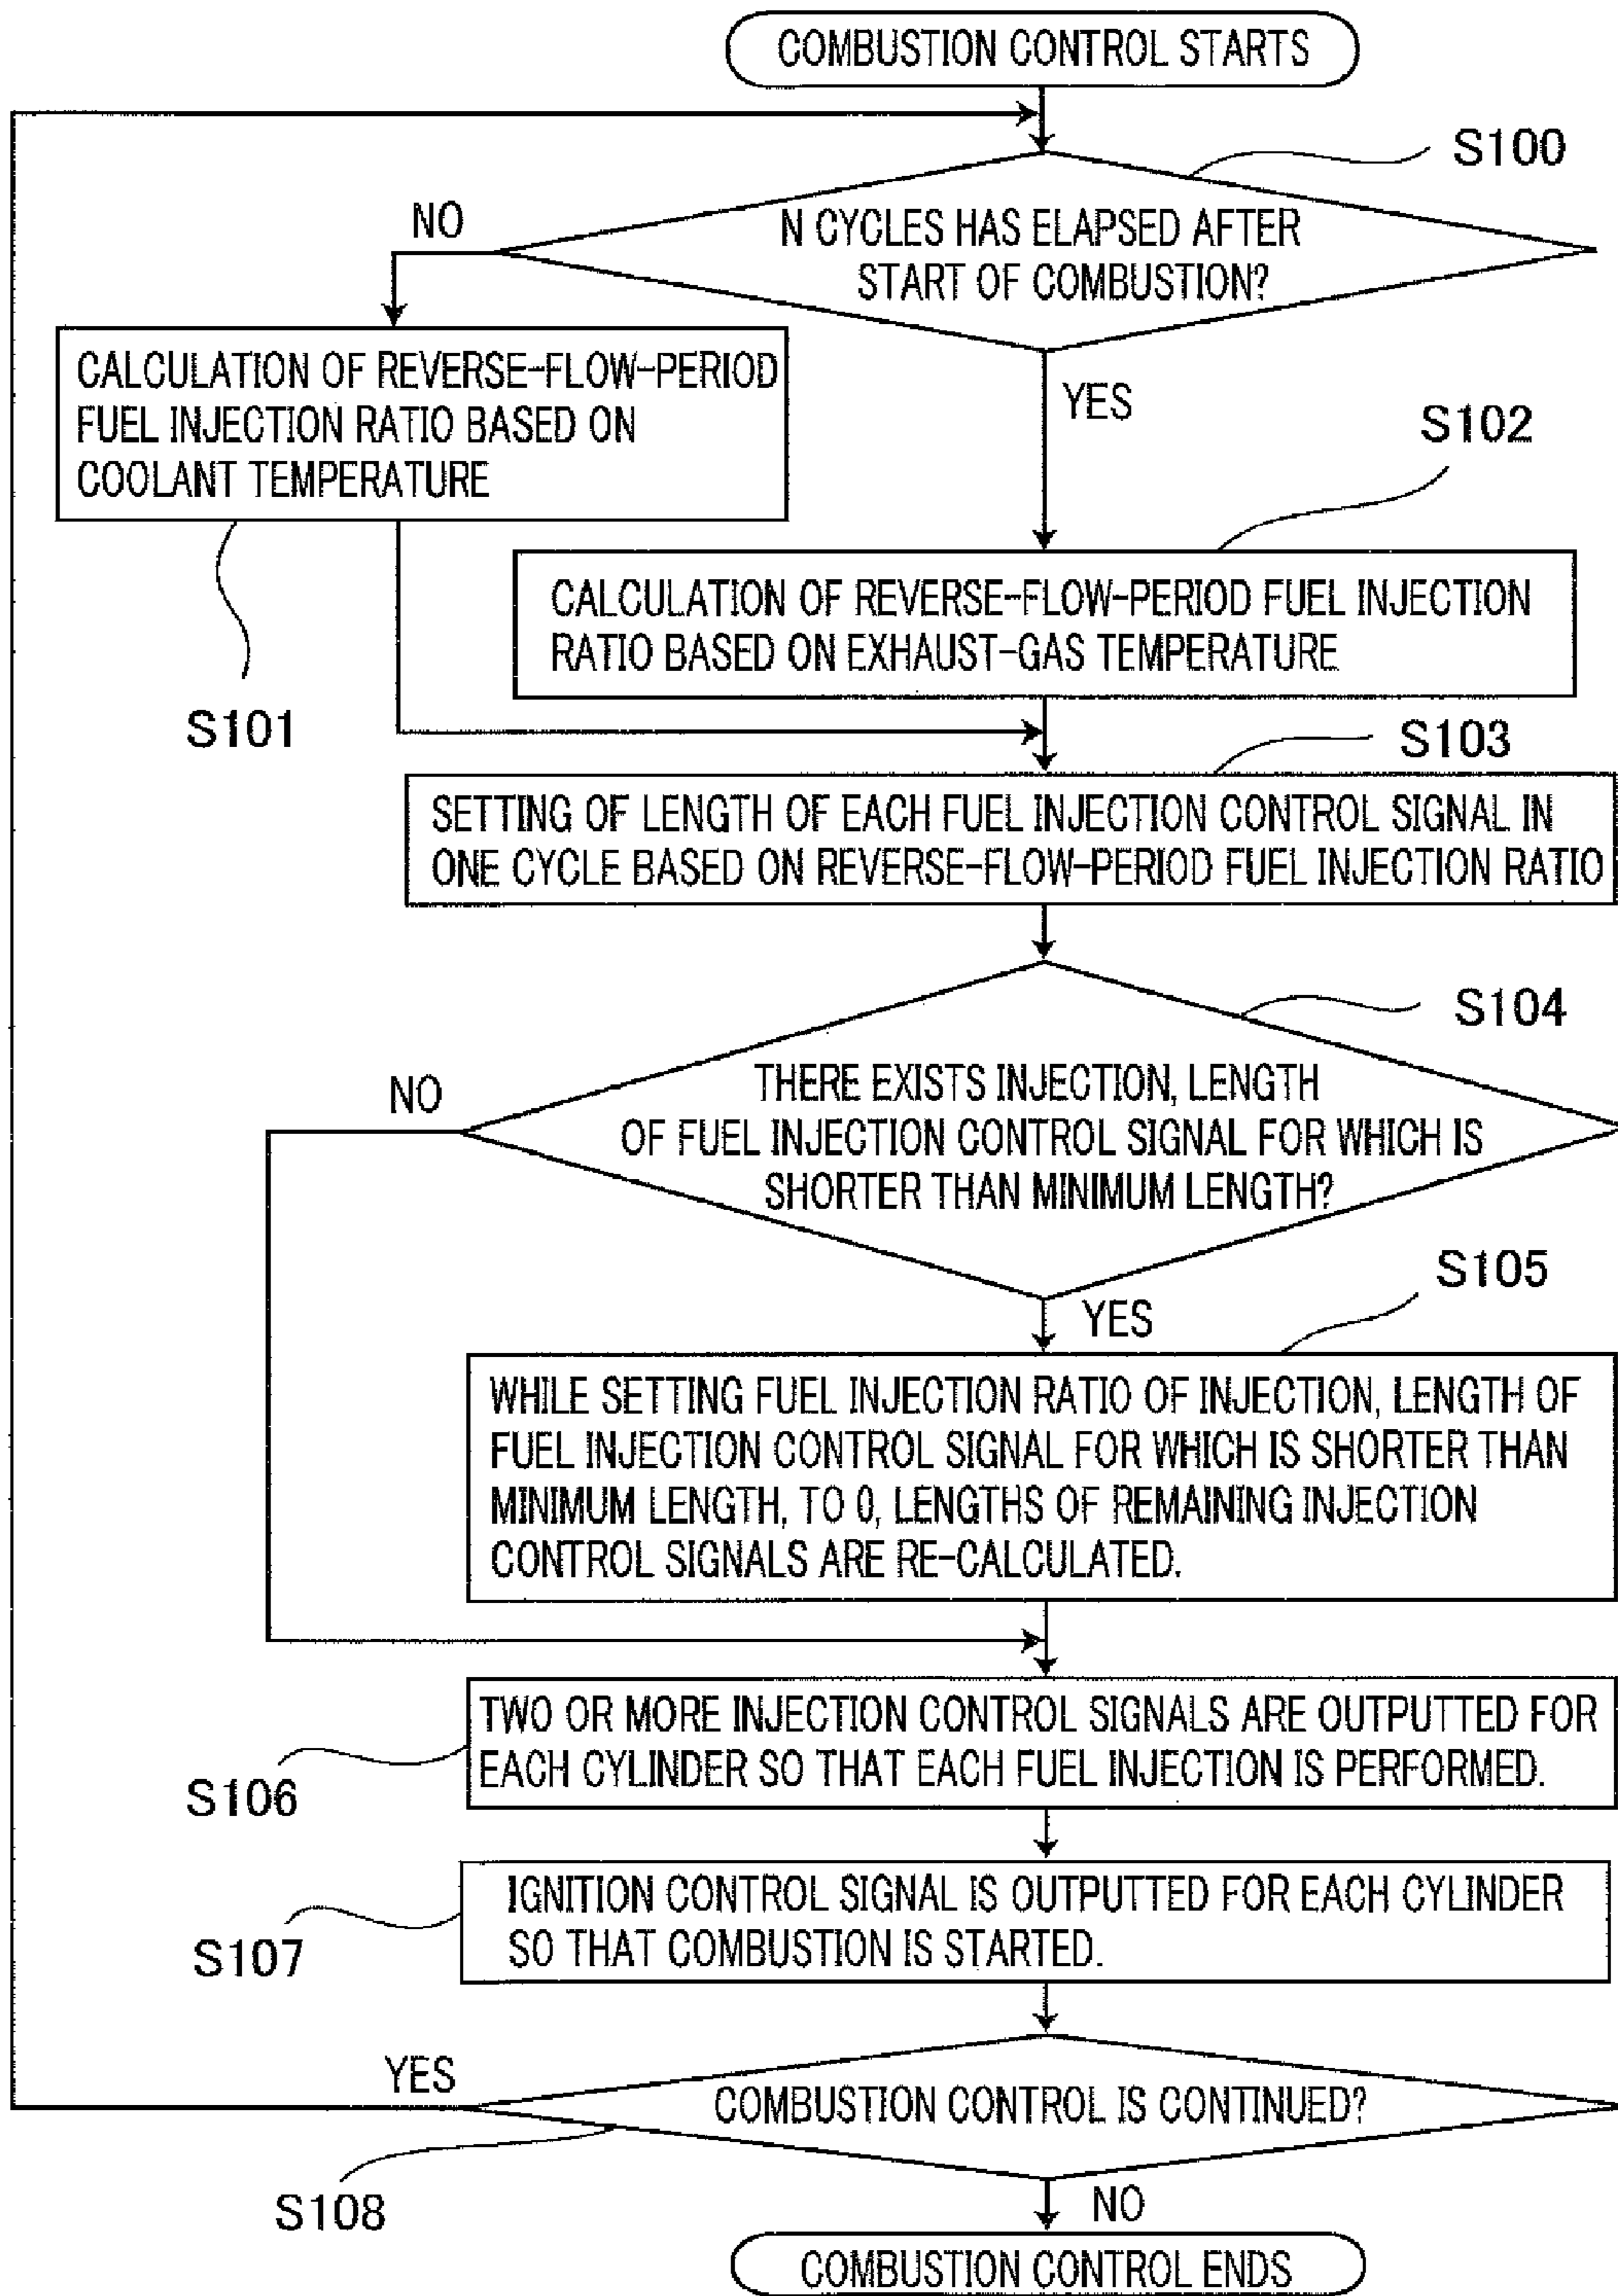 COMBUSTION CONTROL STARTS
S100
N CYCLES HAS ELAPSED AFTER
START OF COMBUSTION?
NO
YES
CALCULATION OF REVERSE-FLOW-PERIOD
FUEL INJECTION RATIO BASED ON
COOLANT TEMPERATURE
S101
S102
CALCULATION OF REVERSE-FLOW-PERIOD FUEL INJECTION
RATIO BASED ON EXHAUST-GAS TEMPERATURE
S103
SETTING OF LENGTH OF EACH FUEL INJECTION CONTROL SIGNAL IN
ONE CYCLE BASED ON REVERSE-FLOW-PERIOD FUEL INJECTION RATIO
S104
THERE EXISTS INJECTION, LENGTH
OF FUEL INJECTION CONTROL SIGNAL FOR WHICH IS
SHORTER THAN MINIMUM LENGTH?
NO
YES
S105
WHILE SETTING FUEL INJECTION RATIO OF INJECTION, LENGTH OF
FUEL INJECTION CONTROL SIGNAL FOR WHICH IS SHORTER THAN
MINIMUM LENGTH, TO 0, LENGTHS OF REMAINING INJECTION
CONTROL SIGNALS ARE RE-CALCULATED.
TWO OR MORE INJECTION CONTROL SIGNALS ARE OUTPUTTED FOR
EACH CYLINDER SO THAT EACH FUEL INJECTION IS PERFORMED.
S106
IGNITION CONTROL SIGNAL IS OUTPUTTED FOR EACH CYLINDER
SO THAT COMBUSTION IS STARTED.
S107
YES
COMBUSTION CONTROL IS CONTINUED?
S108
NO
COMBUSTION CONTROL ENDS